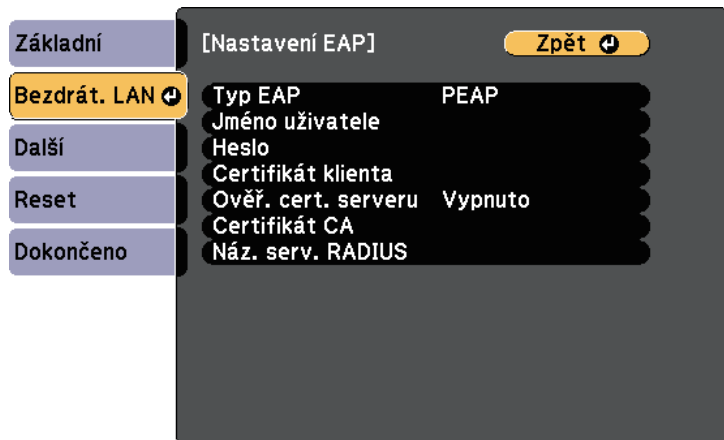 Základní
Bezdrát. LAN
Další
Reset
Dokončeno
[Nastavení EAP]
Zpět
Typ EAP PEAP
Jméno uživatele
Heslo
Certifikát klienta
Ověř. cert. serveru Vypnuto
Certifikát CA
Náz. serv. RADIUS